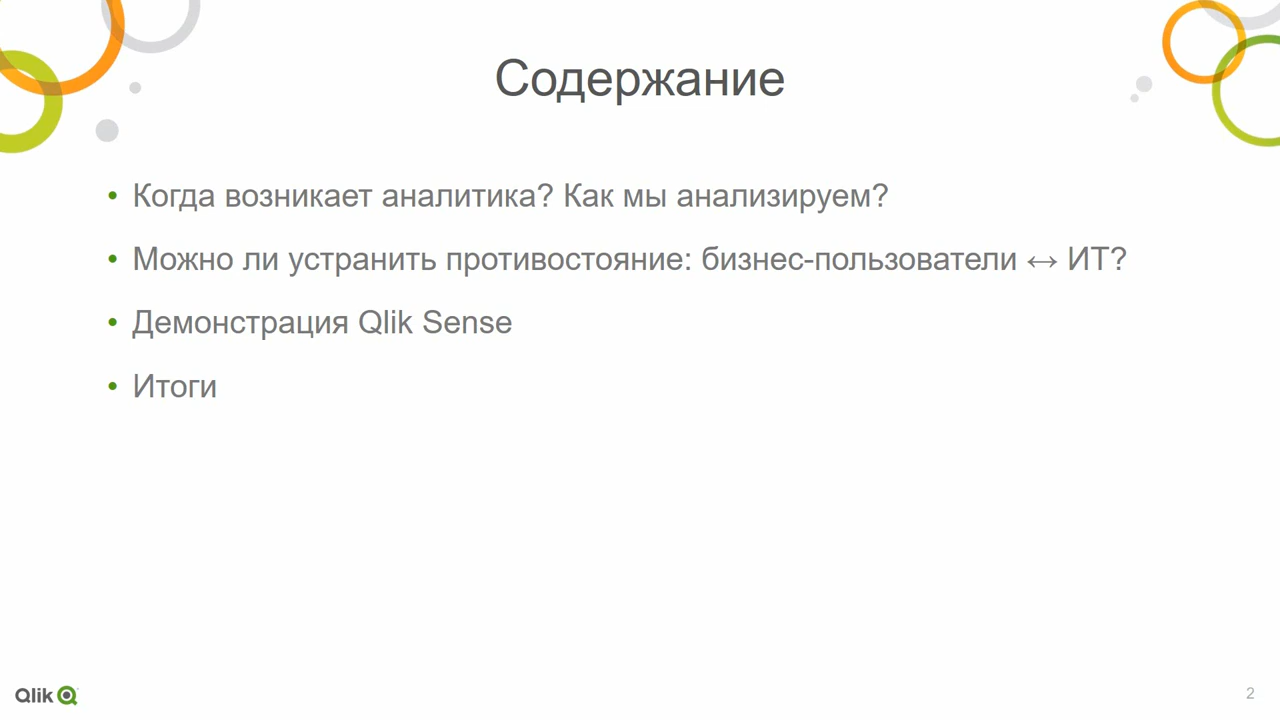 Содержание
• Когда возникает аналитика? Как мы анализируем?
• Можно ли устранить противостояние: бизнес-пользователи ↔ ИТ?
• Демонстрация Qlik Sense
• Итоги
Qlik
2